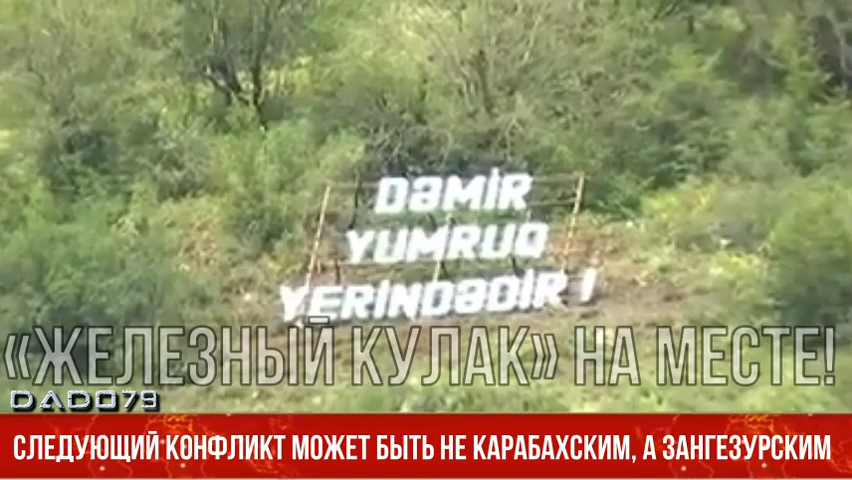 DƏMİR
YUMRUQ
YERİNDƏDİR !
«ЖЕЛЕЗНЫЙ КУЛАК» НА МЕСТЕ!
DADO79
СЛЕДУЮЩИЙ КОНФЛИКТ МОЖЕТ БЫТЬ НЕ КАРАБАХСКИМ, А ЗАНГЕЗУРСКИМ